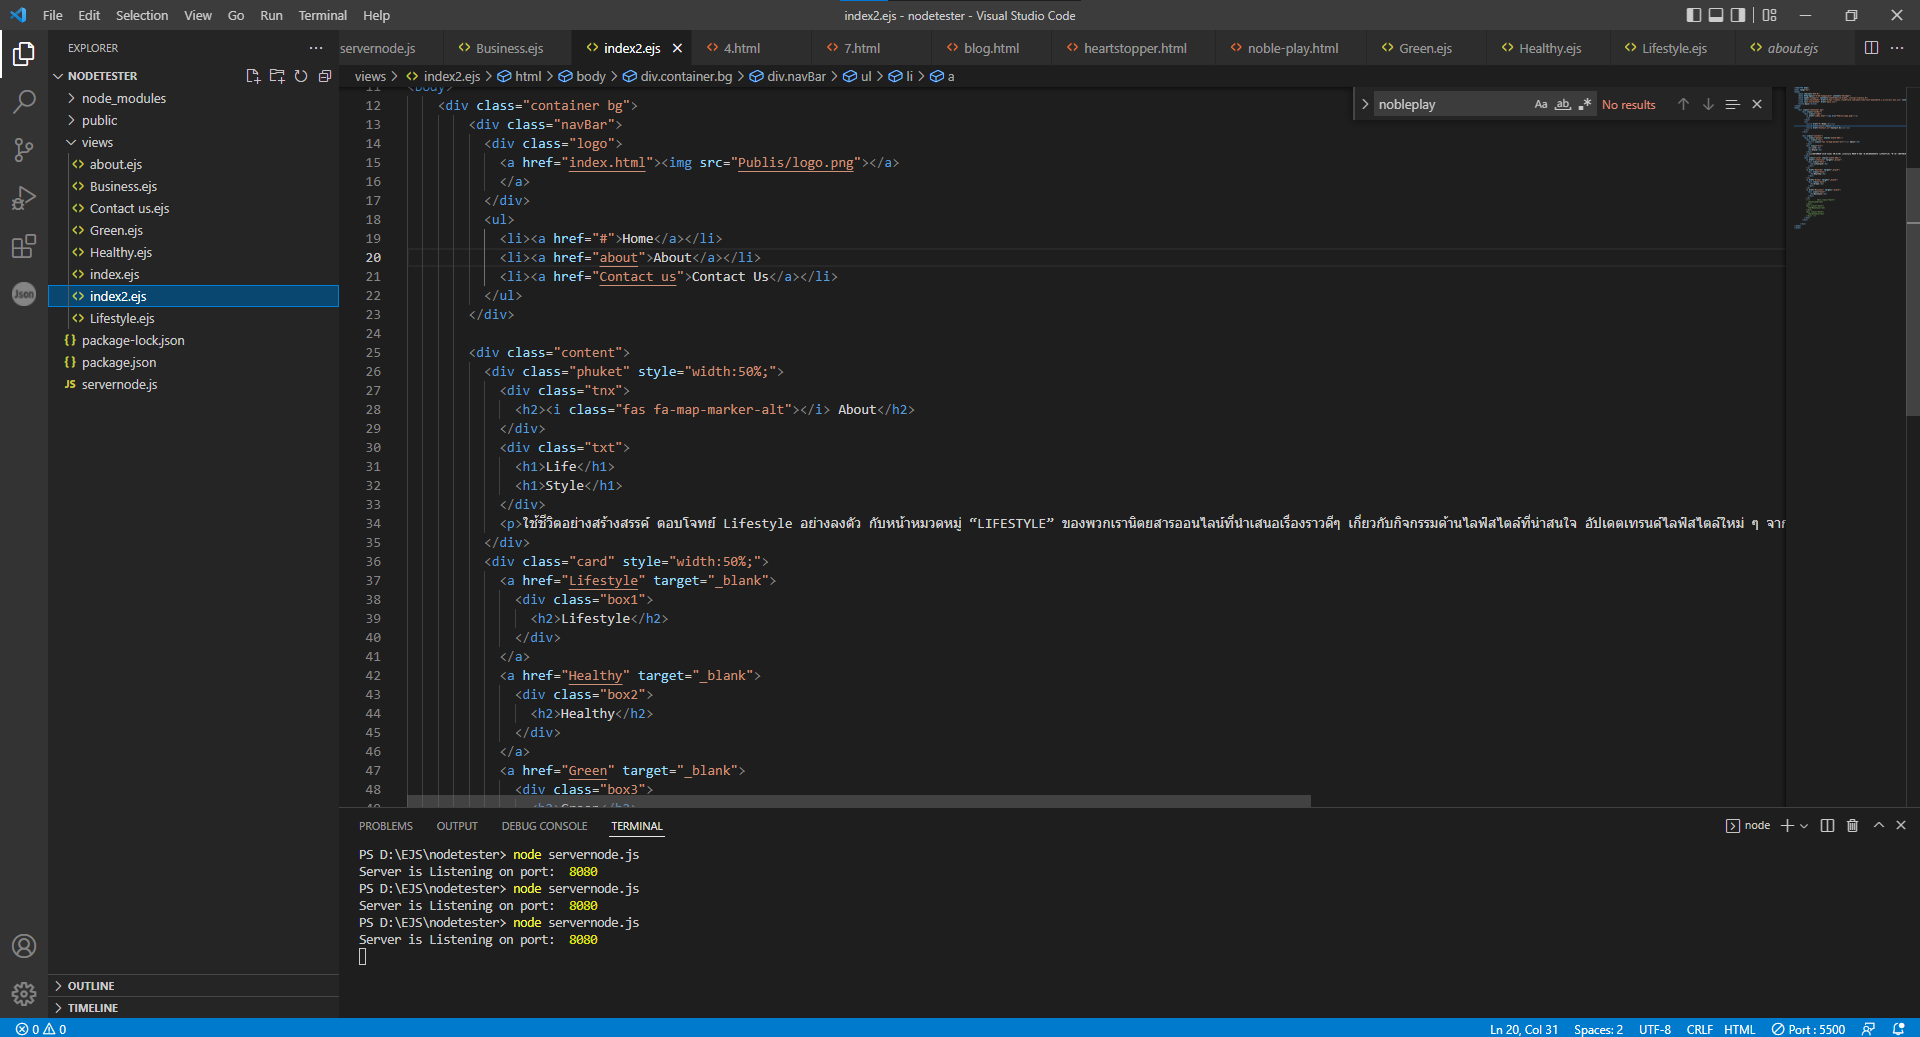 File Edit Selection View Go Run Terminal Help
index2.ejs - nodetester - Visual Studio Code
EXPLORER
NODETESTER
node_modules
public
views
about.ejs
Business.ejs
Contact us.ejs
Green.ejs
Healthy.ejs
index.ejs
index2.ejs
Lifestyle.ejs
package-lock.json
package.json
JS servernode.js
OUTLINE
TIMELINE
servernode.js Business.ejs index2.ejs 4.html 7.html blog.html heartstopper.html noble-play.html Green.ejs Healthy.ejs Lifestyle.ejs about.ejs
views > index2.ejs > html > body > div.container.bg > div.navBar > ul > li > a
nobleplay Aa ab No results
11 <body>
12 <div class="container bg">
13 <div class="navBar">
14 <div class="logo">
15 <a href="index.html"><img src="Publis/logo.png"></a>
16 </a>
17 </div>
18 <ul>
19 <li><a href="#">Home</a></li>
20 <li><a href="about">About</a></li>
21 <li><a href="Contact us">Contact Us</a></li>
22 </ul>
23 </div>
24
25 <div class="content">
26 <div class="phuket" style="width:50%;">
27 <div class="tnx">
28 <h2><i class="fas fa-map-marker-alt"></i> About</h2>
29 </div>
30 <div class="txt">
31 <h1>Life</h1>
32 <h1>Style</h1>
33 </div>
34 <p>ใช้ชีวิตอย่างสร้างสรรค์ ตอบโจทย์ Lifestyle อย่างลงตัว กับหน้าหมวดหมู่ “LIFESTYLE” ของพวกเรานิตยสารออนไลน์ที่นำเสนอเรื่องราวดีๆ เกี่ยวกับกิจกรรมด้านไลฟ์สไตล์ที่น่าสนใจ อัปเดตเทรนด์ไลฟ์สไตล์ใหม่ ๆ จาก
35 </div>
36 <div class="card" style="width:50%;">
37 <a href="Lifestyle" target="_blank">
38 <div class="box1">
39 <h2>Lifestyle</h2>
40 </div>
41 </a>
42 <a href="Healthy" target="_blank">
43 <div class="box2">
44 <h2>Healthy</h2>
45 </div>
46 </a>
47 <a href="Green" target="_blank">
48 <div class="box3">
49 <h2>Green</h2>
PROBLEMS OUTPUT DEBUG CONSOLE TERMINAL
node
PS D:\EJS\nodetester> node servernode.js
Server is Listening on port: 8080
PS D:\EJS\nodetester> node servernode.js
Server is Listening on port: 8080
PS D:\EJS\nodetester> node servernode.js
Server is Listening on port: 8080
0 0
Ln 20, Col 31 Spaces: 2 UTF-8 CRLF HTML Port : 5500